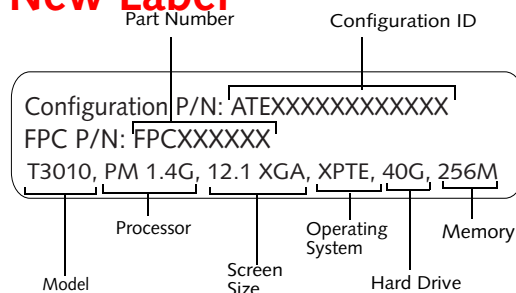 New Label
Part Number
Configuration ID
Configuration P/N: ATEXXXXXXXXXXXX
FPC P/N: FPCXXXXXX
T3010, PM 1.4G, 12.1 XGA, XPTE, 40G, 256M
Processor
Operating
System
Memory
Model
Screen
Size
Hard Drive